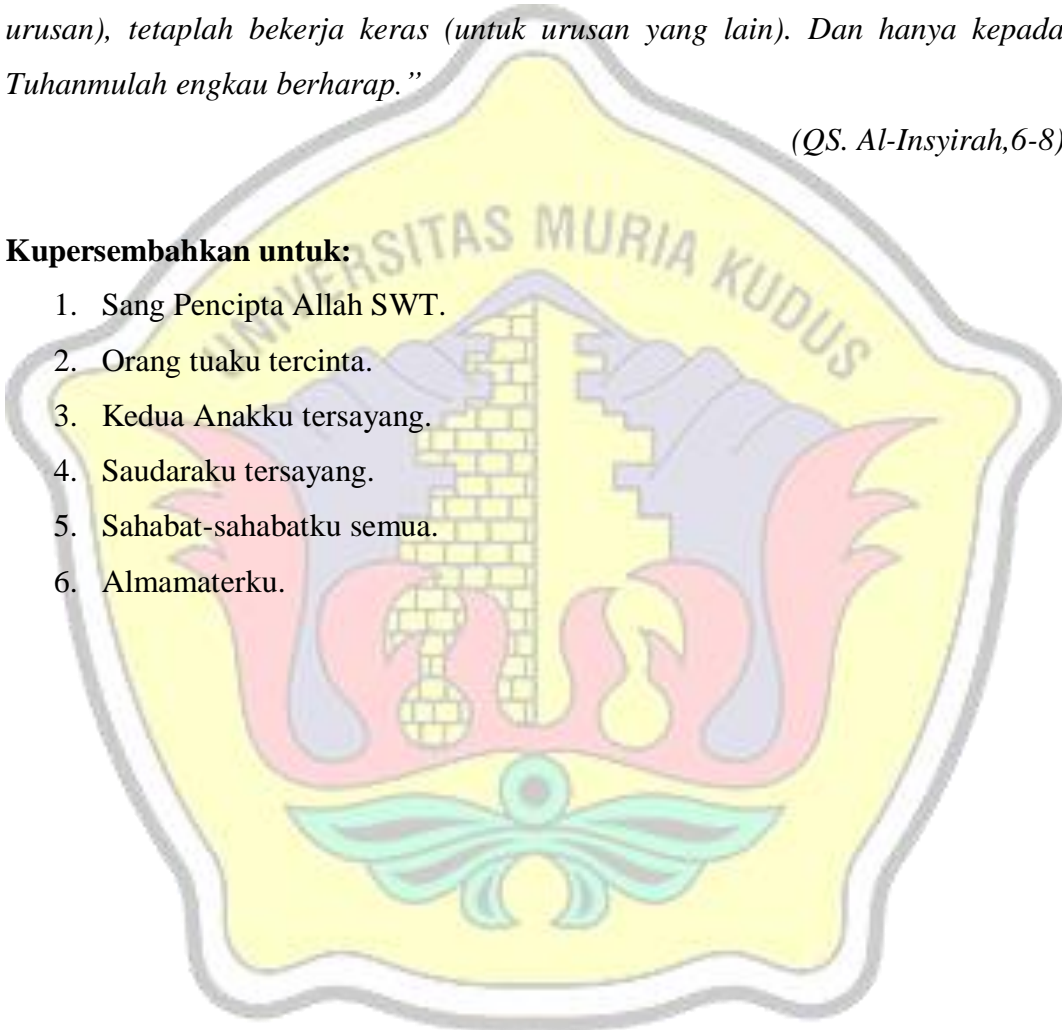 urusan), tetaplah bekerja keras (untuk urusan yang lain). Dan hanya kepada
Tuhanmulah engkau berharap.”
(QS. Al-Insyirah,6-8)
UNIVERSITAS MURIA KUDUS
Kupersembahkan untuk:
1. Sang Pencipta Allah SWT.
2. Orang tuaku tercinta.
3. Kedua Anakku tersayang.
4. Saudaraku tersayang.
5. Sahabat-sahabatku semua.
6. Almamaterku.